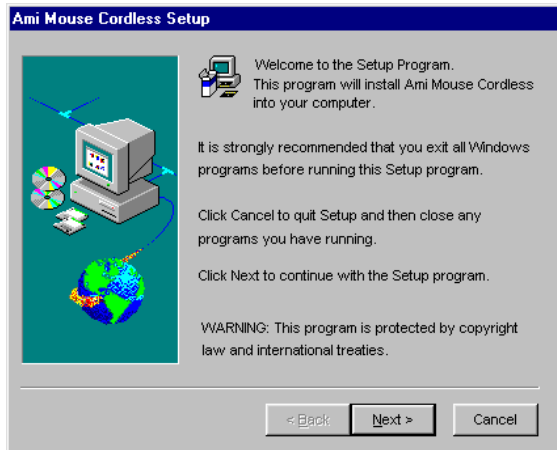 Ami Mouse Cordless Setup
Welcome to the Setup Program.
This program will install Ami Mouse Cordless
into your computer.
It is strongly recommended that you exit all Windows
programs before running this Setup program.
Click Cancel to quit Setup and then close any
programs you have running.
Click Next to continue with the Setup program.
WARNING: This program is protected by copyright
law and international treaties.
< Back Next > Cancel